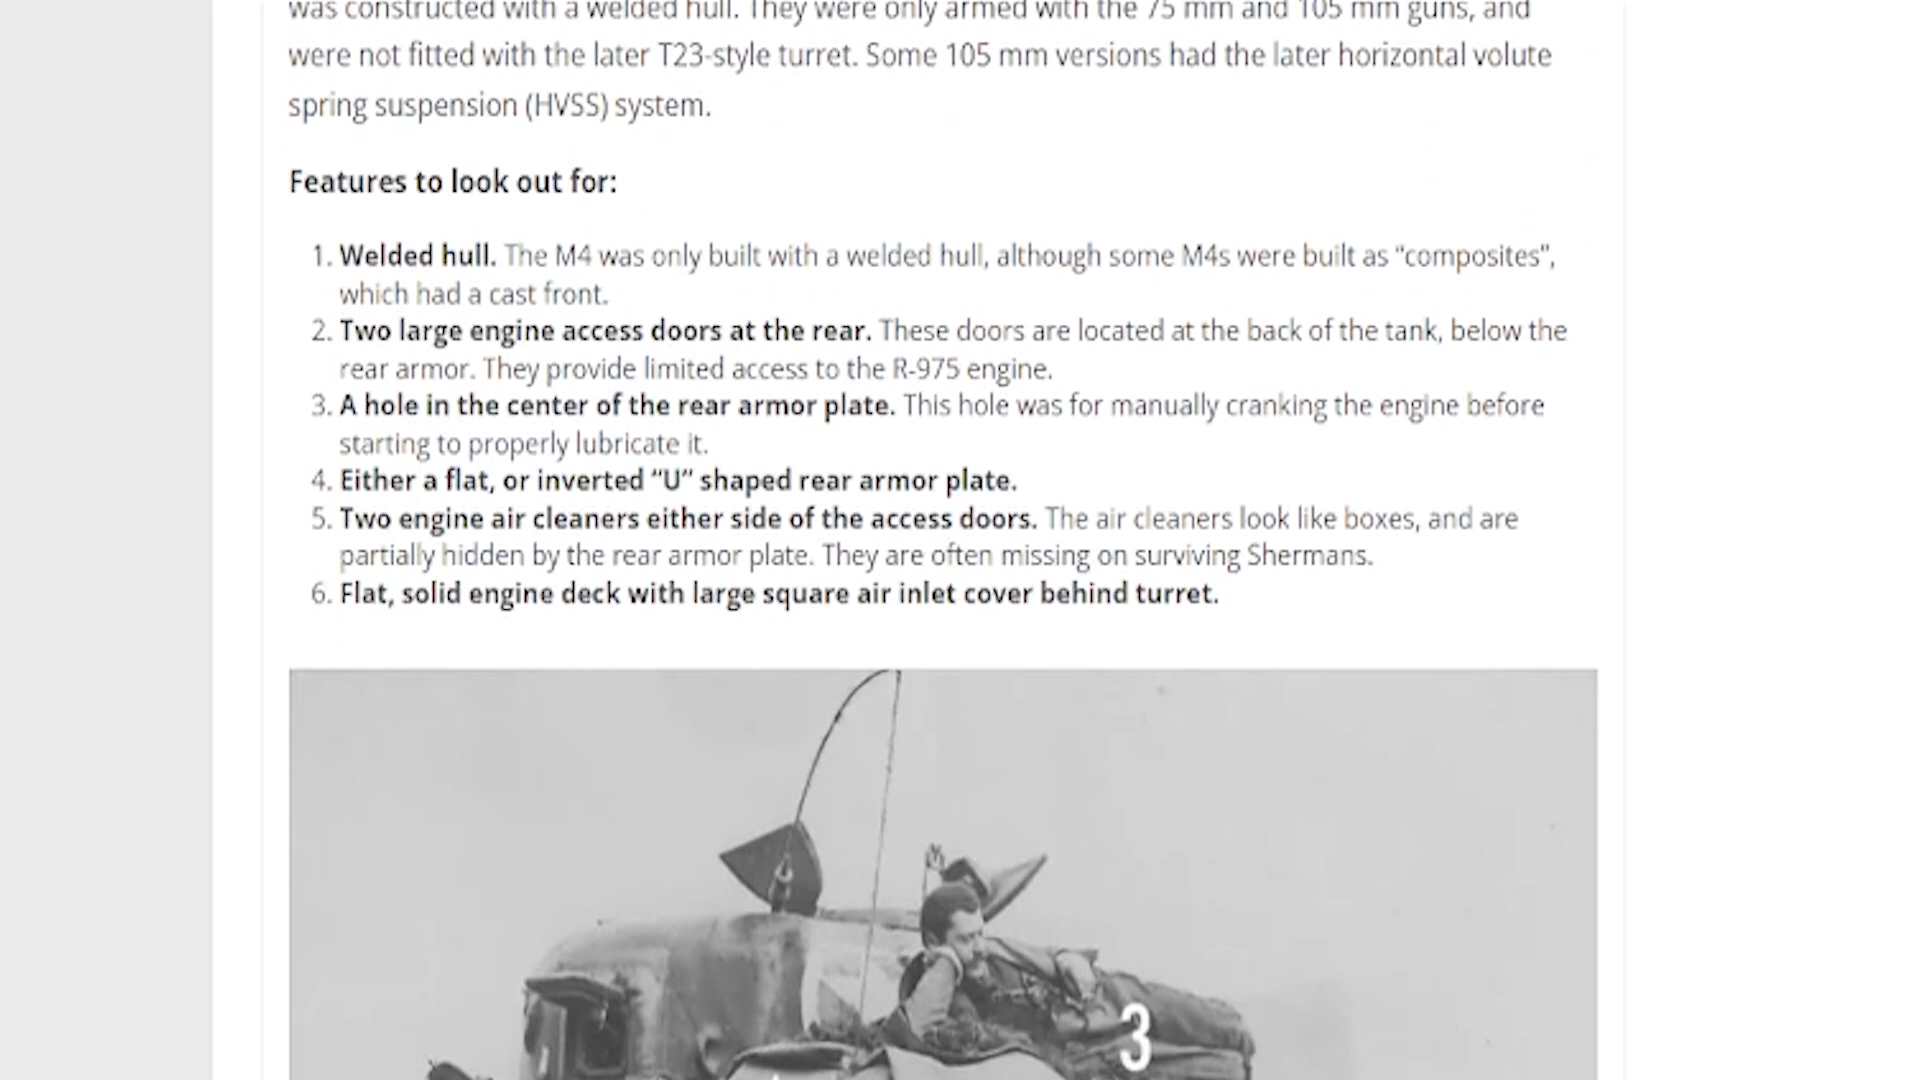 was constructed with a welded hull. They were only armed with the 75 mm and 105 mm guns, and
were not fitted with the later T23-style turret. Some 105 mm versions had the later horizontal volute
spring suspension (HVSS) system.
Features to look out for:
1. Welded hull. The M4 was only built with a welded hull, although some M4s were built as "composites",
which had a cast front.
2. Two large engine access doors at the rear. These doors are located at the back of the tank, below the
rear armor. They provide limited access to the R-975 engine.
3. A hole in the center of the rear armor plate. This hole was for manually cranking the engine before
starting to properly lubricate it.
4. Either a flat, or inverted "U" shaped rear armor plate.
5. Two engine air cleaners either side of the access doors. The air cleaners look like boxes, and are
partially hidden by the rear armor plate. They are often missing on surviving Shermans.
6. Flat, solid engine deck with large square air inlet cover behind turret.
3